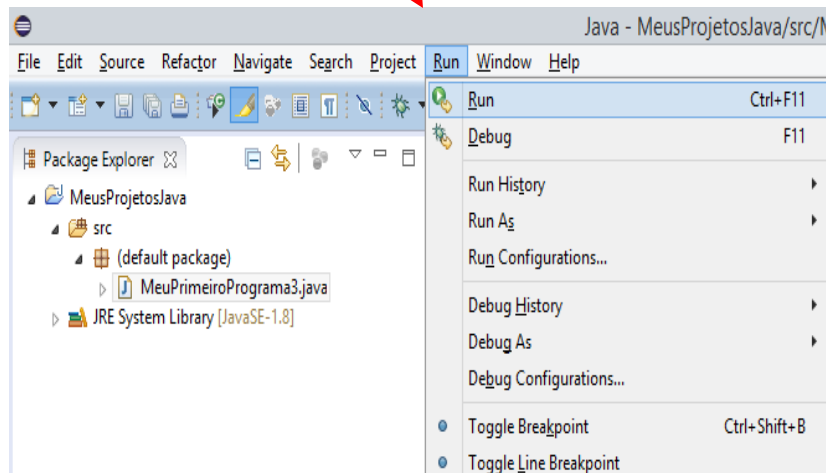 Java - MeusProjetosJava/src/M
File Edit Source Refactor Navigate Search Project Run Window Help
Run Ctrl+F11
Debug F11
Package Explorer
Run History
MeusProjetosJava
Run As
src
(default package)
Run Configurations...
MeuPrimeiroPrograma3.java
Debug History
JRE System Library [JavaSE-1.8]
Debug As
Debug Configurations...
Toggle Breakpoint Ctrl+Shift+B
Toggle Line Breakpoint